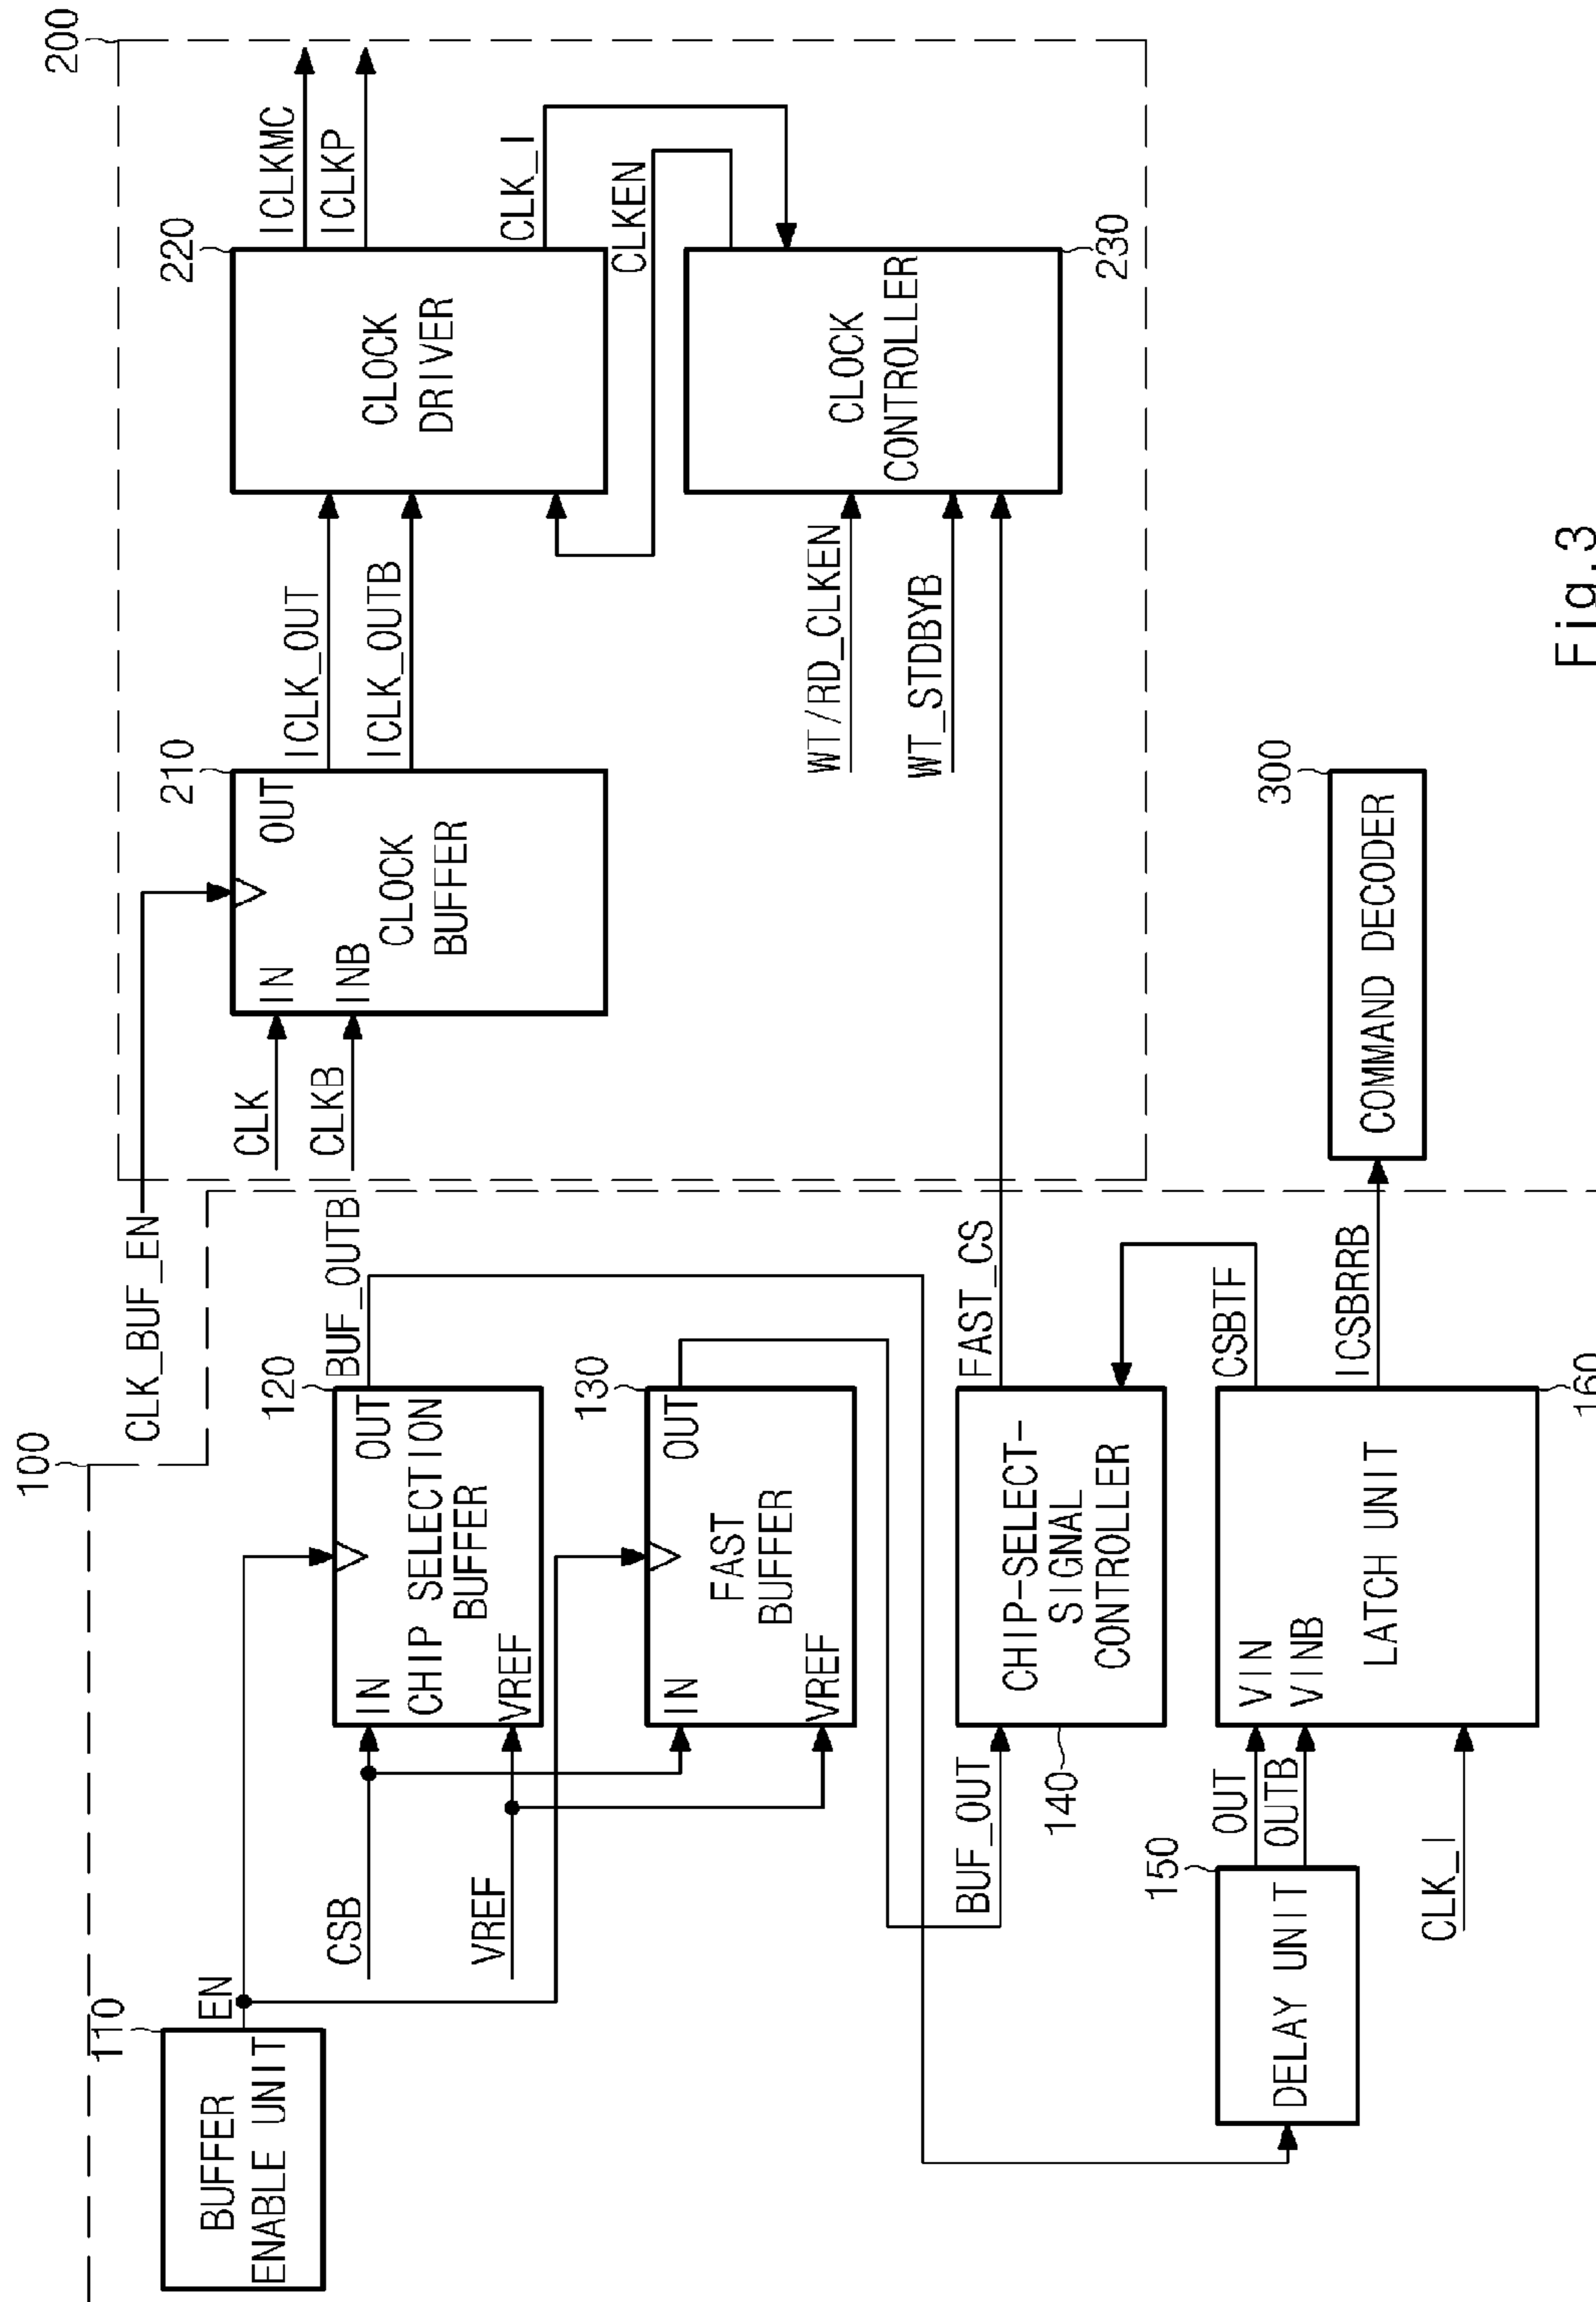 100
110
BUFFER
ENABLE UNIT
EN
CSB
VREF
CLK_BUF_EN
120
IN
OUT
CHIP SELECTION
BUFFER
VREF
BUF_OUTB
130
IN
OUT
FAST
BUFFER
VREF
BUF_OUT
140
CHIP-SELECT-
SIGNAL
CONTROLLER
FAST_CS
150
DELAY UNIT
OUT
OUTB
CLK_I
VIN
VINB
LATCH UNIT
160
CSBTF
ICSBRRB
300
COMMAND DECODER
200
CLK
CLKB
210
IN
OUT
INB
CLOCK
BUFFER
ICLK_OUT
ICLK_OUTB
220
CLOCK
DRIVER
ICLKMC
ICLKP
CLK_I
CLKEN
WT/RD_CLKEN
WT_STDBYB
CLOCK
CONTROLLER
230
Fig.3